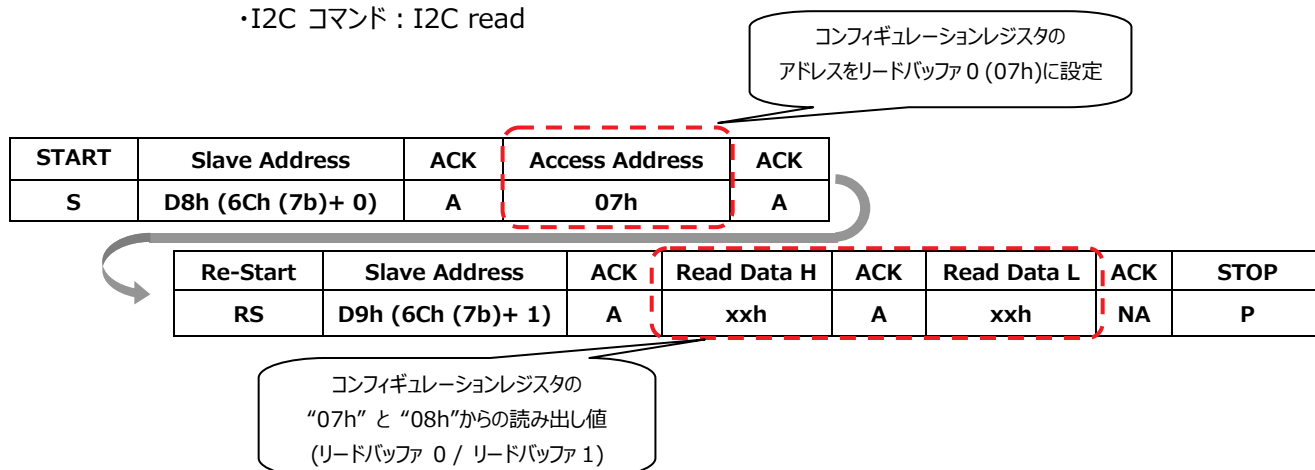 ・I2C コマンド：I2C read
コンフィギュレーションレジスタの
アドレスをリードバッファ 0 (07h)に設定
START Slave Address ACK Access Address ACK
S D8h (6Ch (7b)+ 0) A 07h A
Re-Start Slave Address ACK Read Data H ACK Read Data L ACK STOP
RS D9h (6Ch (7b)+ 1) A xxh A xxh NA P
コンフィギュレーションレジスタの
“07h” と “08h”からの読み出し値
(リードバッファ 0 / リードバッファ 1)